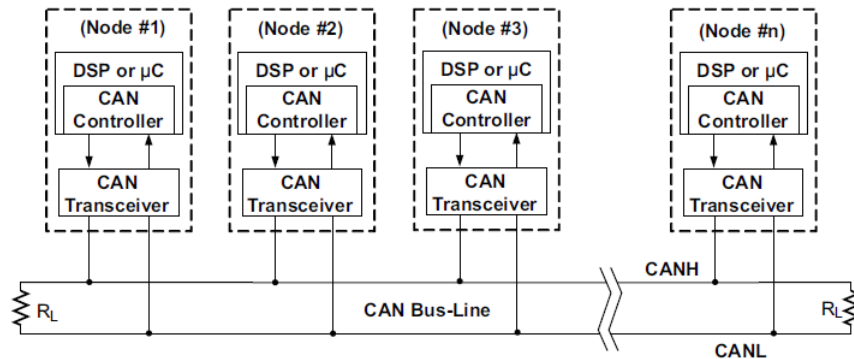 (Node #1)
DSP or µC
CAN
Controller
CAN
Transceiver
(Node #2)
DSP or µC
CAN
Controller
CAN
Transceiver
(Node #3)
DSP or µC
CAN
Controller
CAN
Transceiver
(Node #n)
DSP or µC
CAN
Controller
CAN
Transceiver
CANH
RL
CAN Bus-Line
RL
CANL